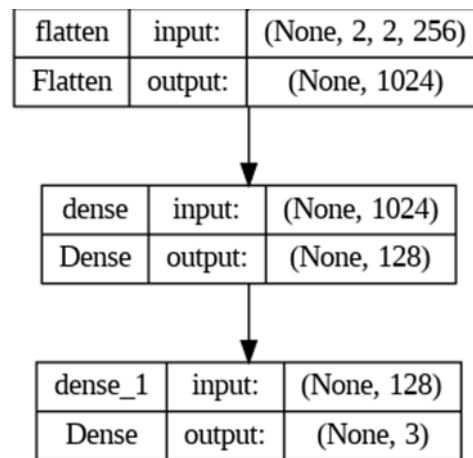 flatten input: (None, 2, 2, 256)
Flatten output: (None, 1024)
dense input: (None, 1024)
Dense output: (None, 128)
dense_1 input: (None, 128)
Dense output: (None, 3)